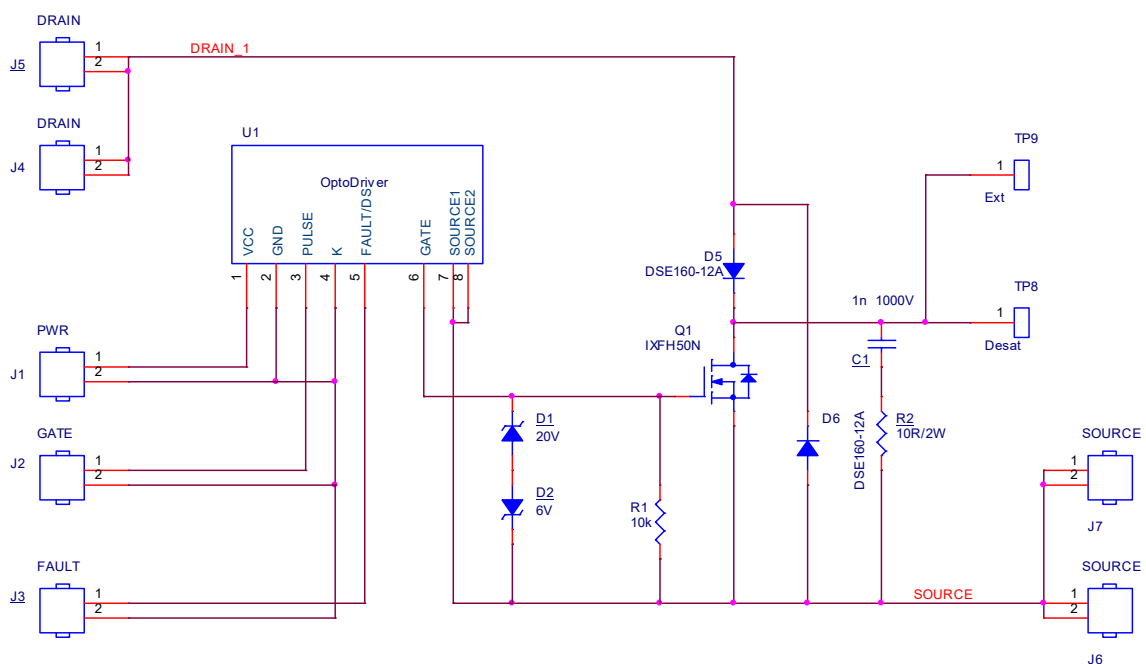 DRAIN
J5
1
2
DRAIN_1
DRAIN
J4
1
2
U1
OptoDriver
VCC
GND
PULSE
K
FAULT/DS
GATE
SOURCE1
SOURCE2
1
2
3
4
5
6
7
8
TP9
1
Ext
D5
DSE160-12A
1n 1000V
TP8
1
Desat
PWR
J1
1
2
Q1
IXFH50N
C1
GATE
J2
1
2
D1
20V
D2
6V
R1
10k
D6
DSE160-12A
R2
10R/2W
SOURCE
1
2
J7
FAULT
J3
1
2
SOURCE
SOURCE
1
2
J6